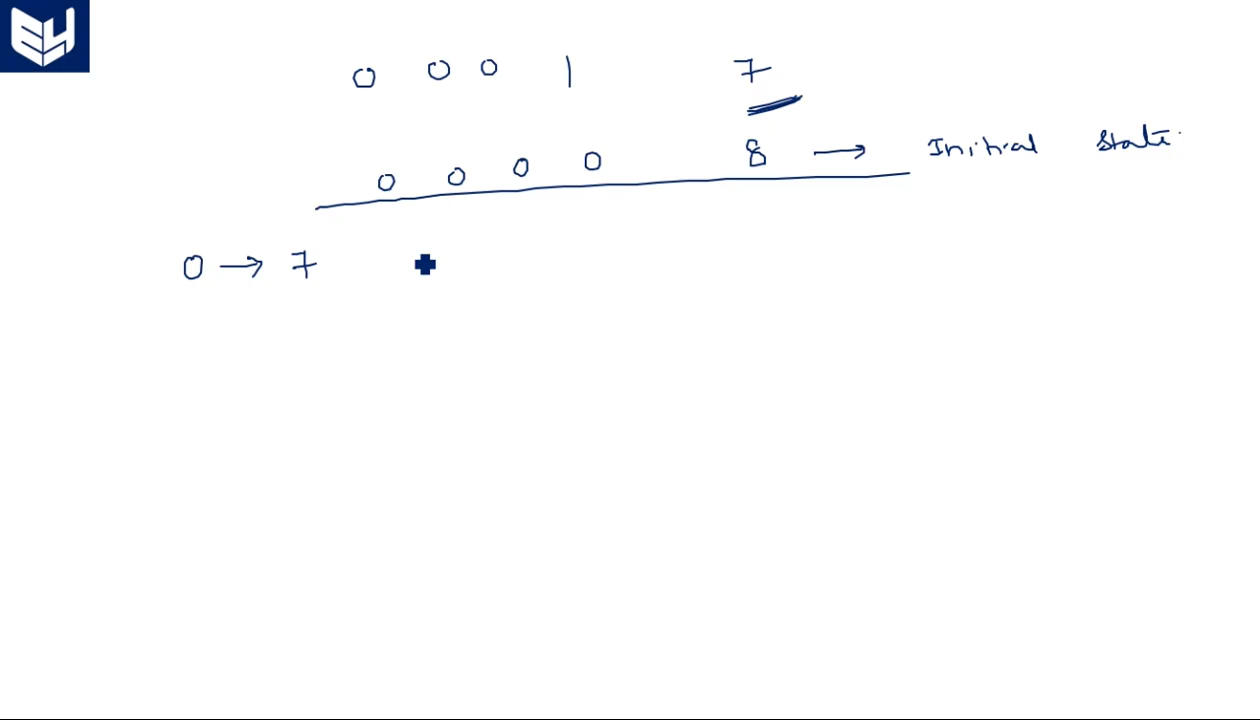 0 0 0 1 7
0 0 0 0 8 → Initial State
0 → 7